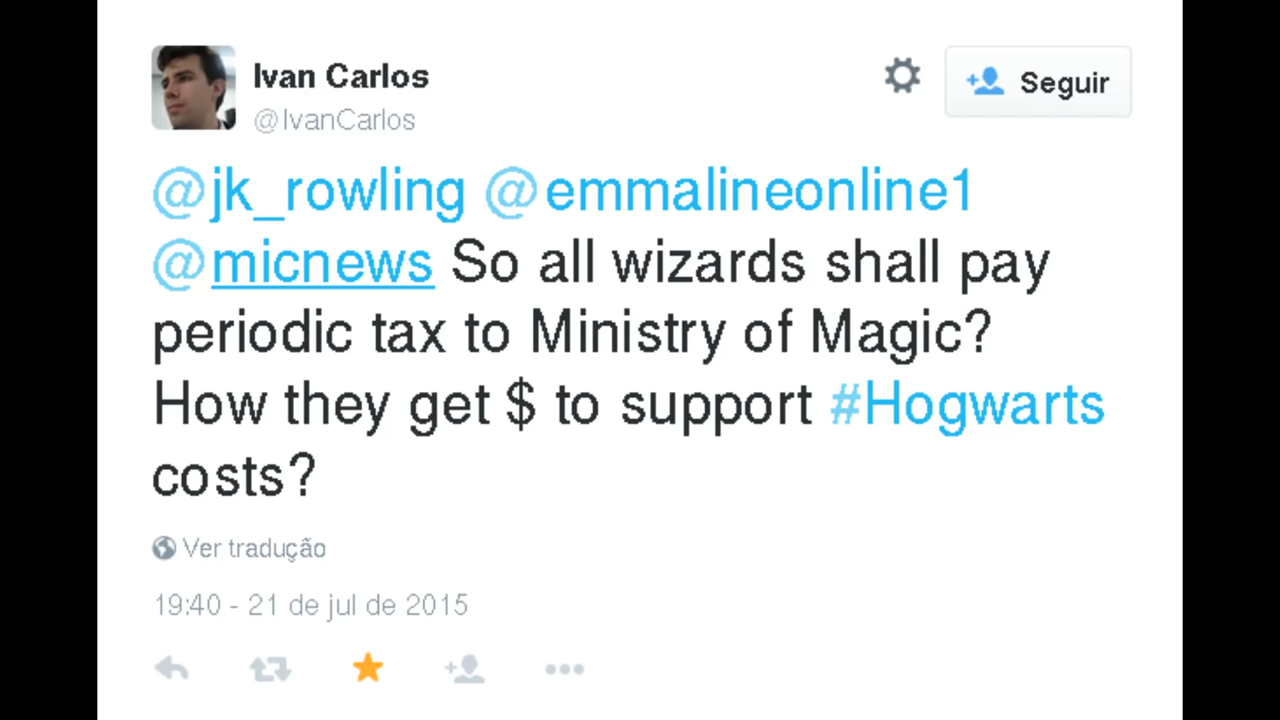 Ivan Carlos
@IvanCarlos
Seguir
@jk_rowling @emmalineonline1
@micnews So all wizards shall pay
periodic tax to Ministry of Magic?
How they get $ to support #Hogwarts
costs?
Ver tradução
19:40 - 21 de jul de 2015